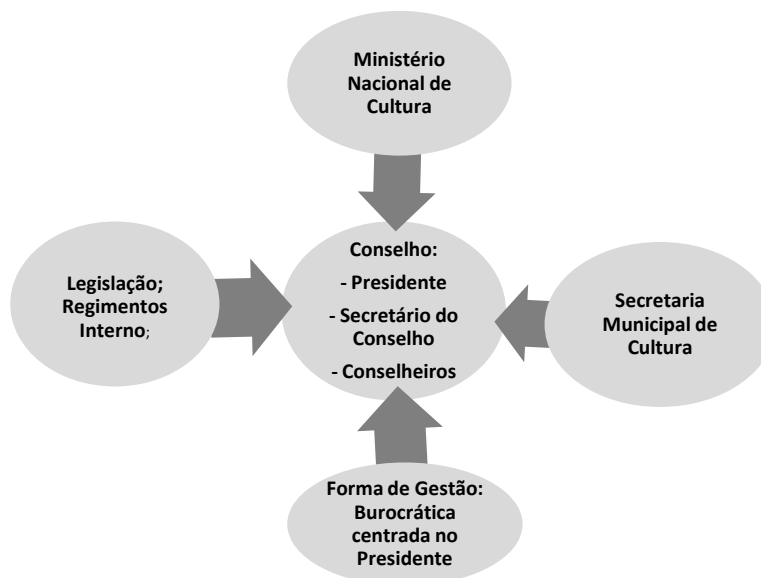 Ministério
Nacional de
Cultura
Legislação;
Regimentos
Interno;
Conselho:
- Presidente
- Secretário do
Conselho
- Conselheiros
Secretaria
Municipal de
Cultura
Forma de Gestão:
Burocrática
centrada no
Presidente